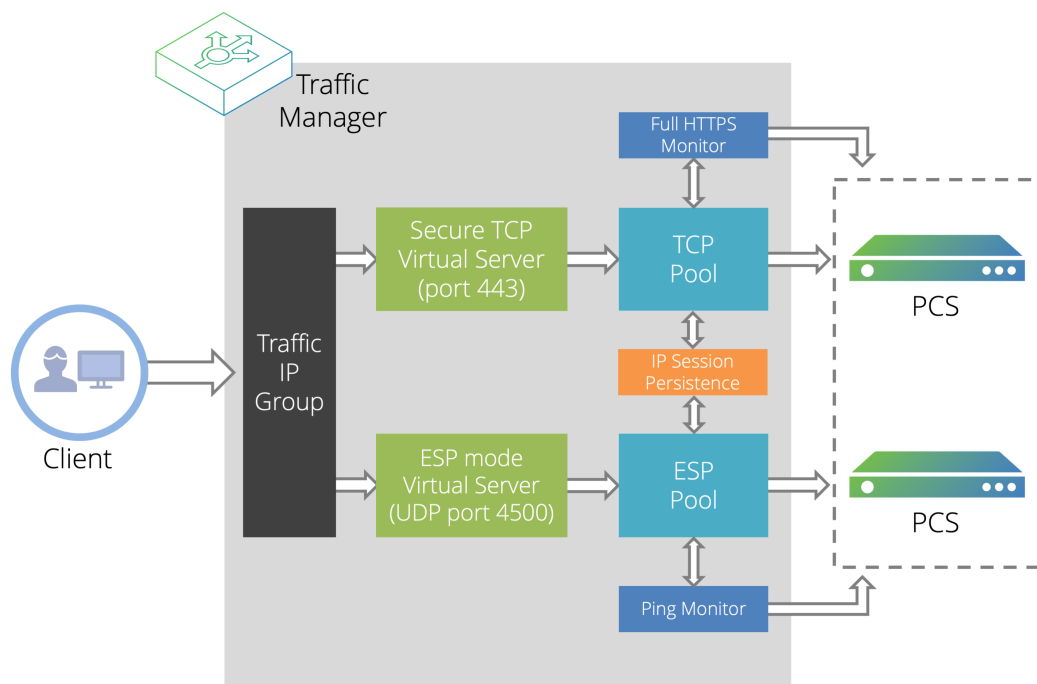 Traffic
Manager
Full HTTPS
Monitor
Secure TCP
Virtual Server
(port 443)
TCP
Pool
PCS
Traffic
IP
Group
IP Session
Persistence
Client
ESP mode
Virtual Server
(UDP port 4500)
ESP
Pool
PCS
Ping Monitor